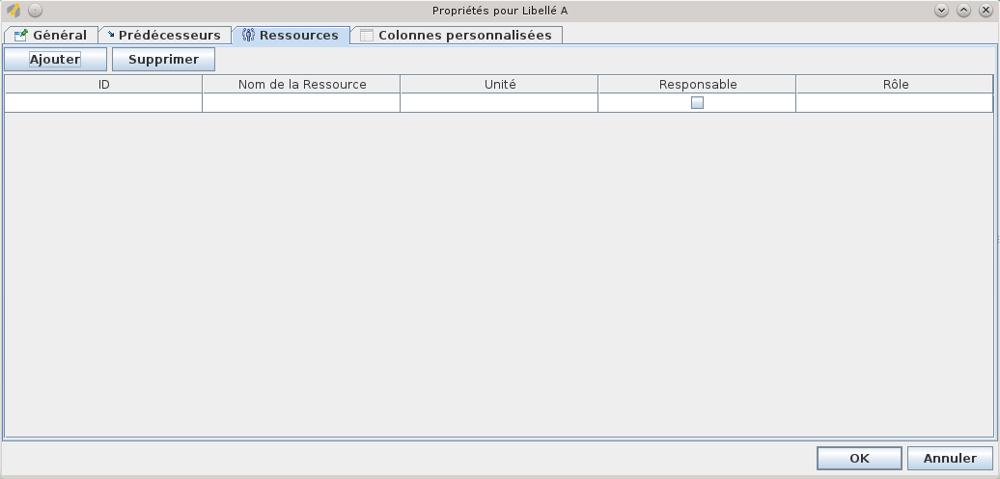 Propriétés pour Libellé A
Général Prédécesseurs Ressources Colonnes personnalisées
Ajouter Supprimer
ID Nom de la Ressource Unité Responsable Rôle
OK Annuler